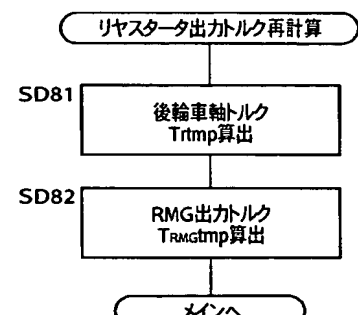 リヤスタータ出力トルク再計算
SD81
後輪車軸トルク
Trtmp算出
SD82
RMG出力トルク
TRMGtmp算出
メインへ